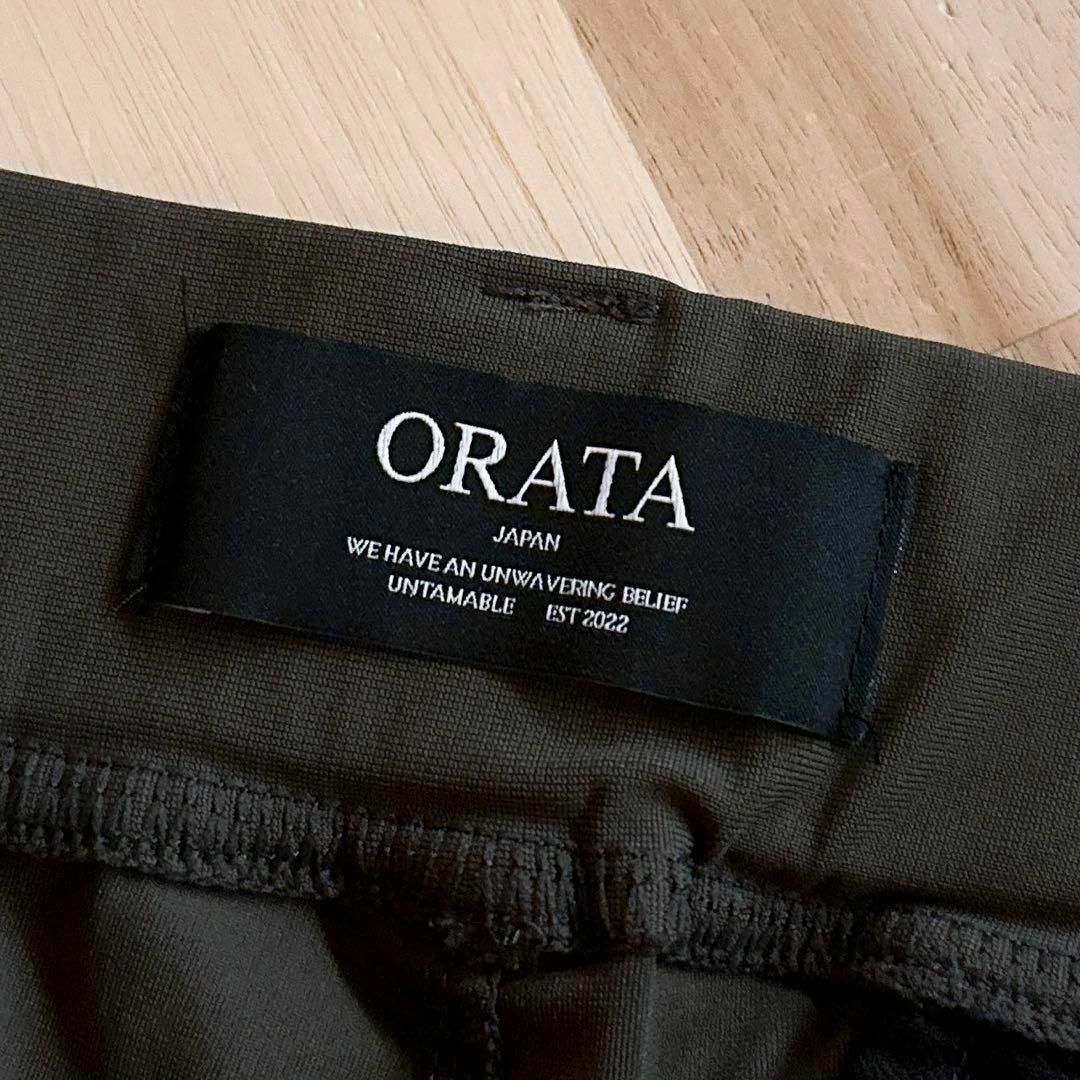 ORATA
JAPAN
WE HAVE AN UNWAVERING BELIEF
UNTAMABLE EST 2022